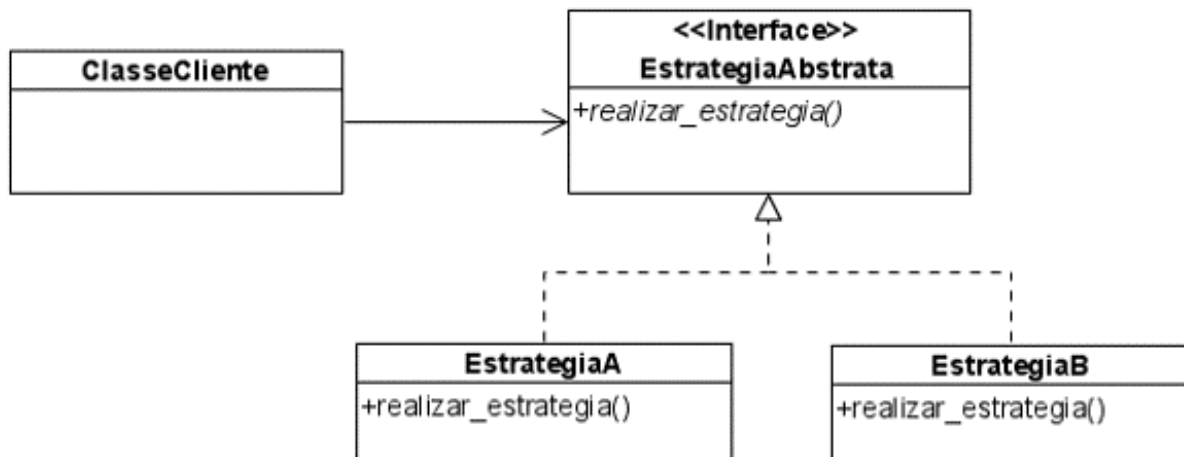 ClasseCliente
<<Interface>>
EstrategiaAbstrata
+realizar_estrategia()
EstrategiaA
+realizar_estrategia()
EstrategiaB
+realizar_estrategia()